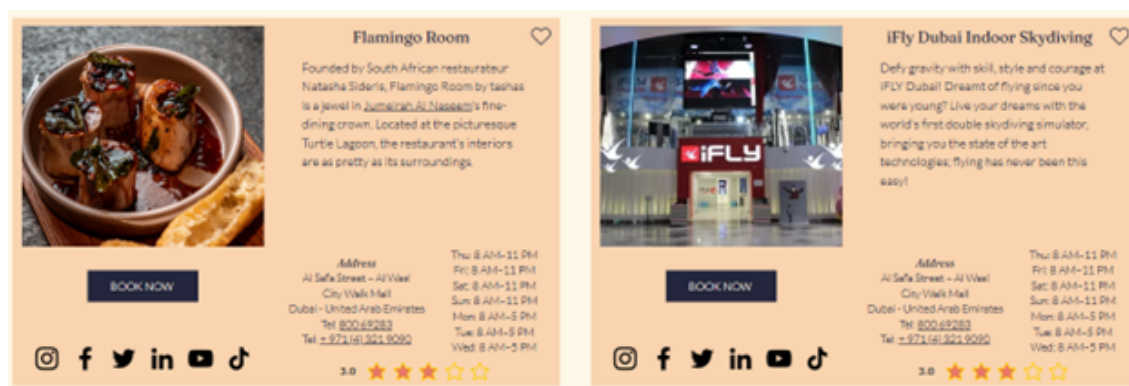 Flamingo Room
Founded by South African restaurateur
Natasha Sideris, Flamingo Room by tashas
is a jewel in Jumeirah Al Naseem's fine-
dining crown. Located at the picturesque
Turtle Lagoon, the restaurant's interiors
are as pretty as its surroundings.
BOOK NOW
Address
Al Safa Street - Al Wasl
City Walk Mall
Dubai - United Arab Emirates
Tel: 800 69283
Tel: +971 (4) 321 9090
Thu: 8 AM-11 PM
Fri: 8 AM-11 PM
Sat: 8 AM-11 PM
Sun: 8 AM-11 PM
Mon: 8 AM-5 PM
Tue: 8 AM-5 PM
Wed: 8 AM-5 PM
3.0
iFly Dubai Indoor Skydiving
Defy gravity with skill, style and courage at
iFLY Dubai! Dreamt of flying since you
were young? Live your dreams with the
world's first double skydiving simulator,
bringing you the state of the art
technologies; flying has never been this
easy!
iFLY
BOOK NOW
Address
Al Safa Street - Al Wasl
City Walk Mall
Dubai - United Arab Emirates
Tel: 800 69283
Tel: +971 (4) 321 9090
Thu: 8 AM-11 PM
Fri: 8 AM-11 PM
Sat: 8 AM-11 PM
Sun: 8 AM-11 PM
Mon: 8 AM-5 PM
Tue: 8 AM-5 PM
Wed: 8 AM-5 PM
3.0